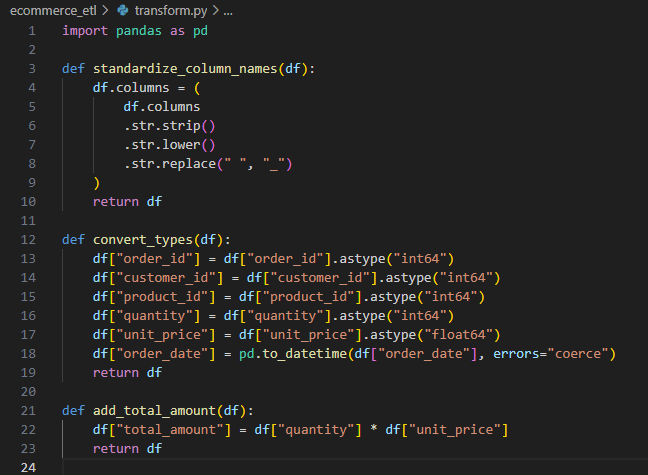 ecommerce_etl > transform.py > ...
1 import pandas as pd
2
3 def standardize_column_names(df):
4     df.columns = (
5         df.columns
6         .str.strip()
7         .str.lower()
8         .str.replace(" ", "_")
9     )
10     return df
11
12 def convert_types(df):
13     df["order_id"] = df["order_id"].astype("int64")
14     df["customer_id"] = df["customer_id"].astype("int64")
15     df["product_id"] = df["product_id"].astype("int64")
16     df["quantity"] = df["quantity"].astype("int64")
17     df["unit_price"] = df["unit_price"].astype("float64")
18     df["order_date"] = pd.to_datetime(df["order_date"], errors="coerce")
19     return df
20
21 def add_total_amount(df):
22     df["total_amount"] = df["quantity"] * df["unit_price"]
23     return df
24